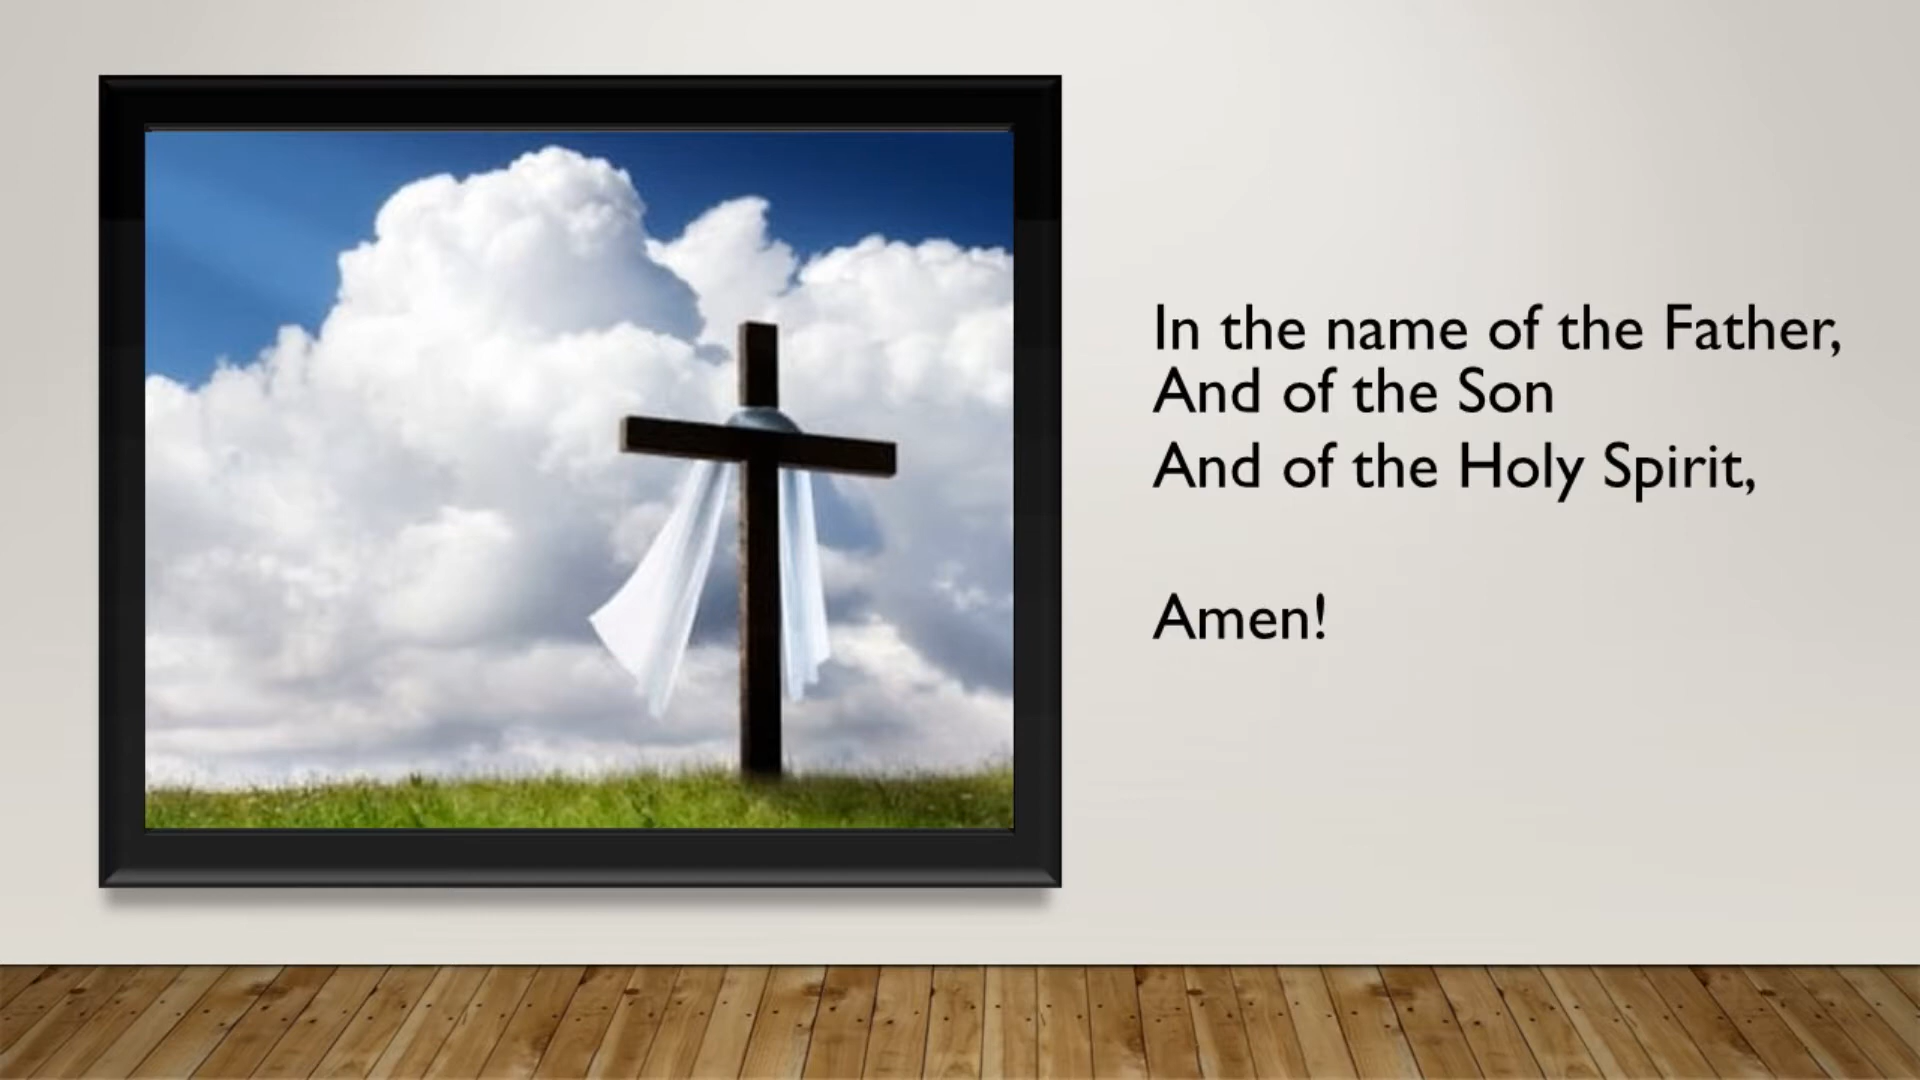 In the name of the Father,
And of the Son
And of the Holy Spirit,
Amen!